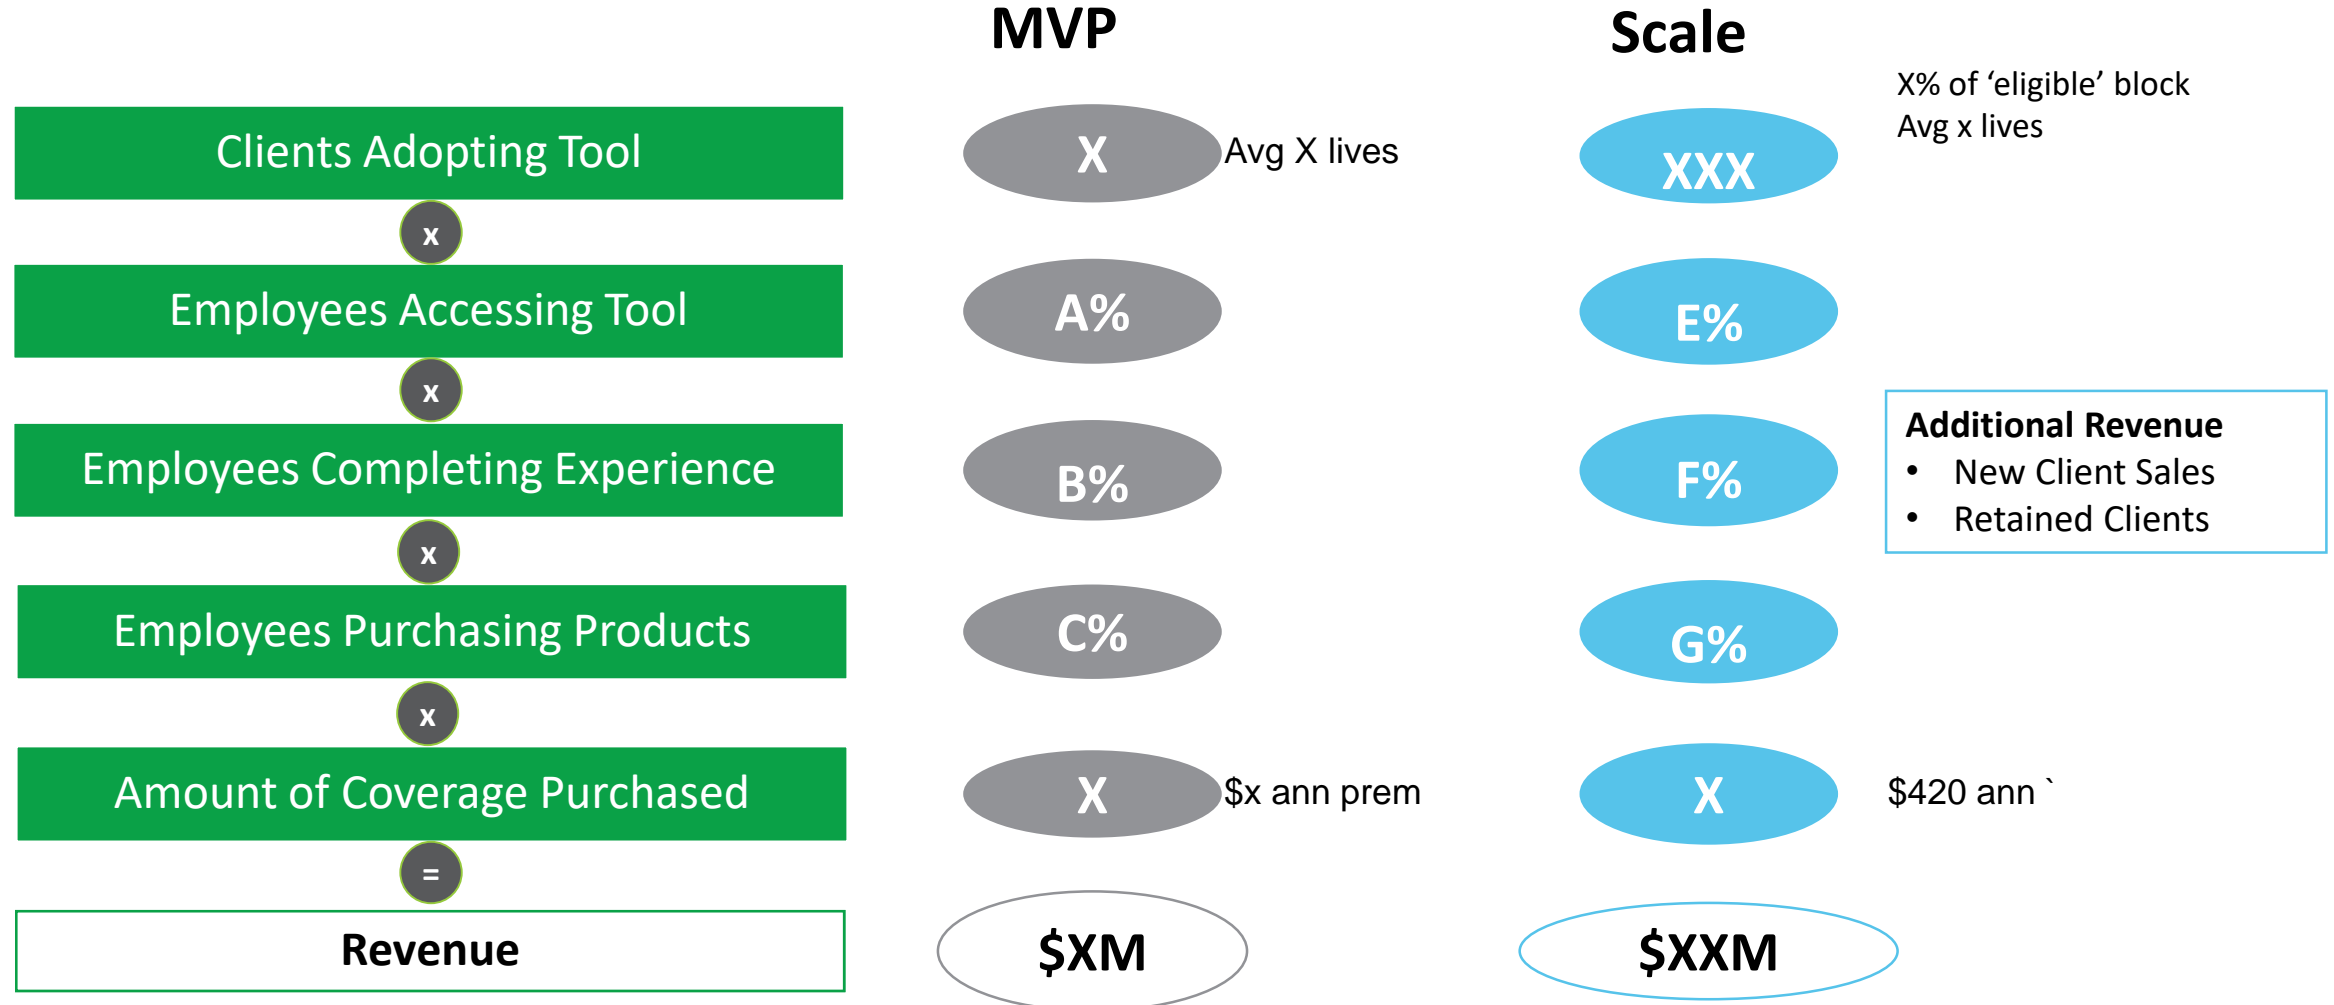 MVP
Scale
X% of ‘eligible’ block
Avg x lives
Clients Adopting Tool
X
Avg X lives
XXX
x
Employees Accessing Tool
A%
E%
x
Additional Revenue
• New Client Sales
• Retained Clients
Employees Completing Experience
B%
F%
x
Employees Purchasing Products
C%
G%
x
Amount of Coverage Purchased
X
$x ann prem
X
$420 ann `
=
Revenue
$XM
$XXM